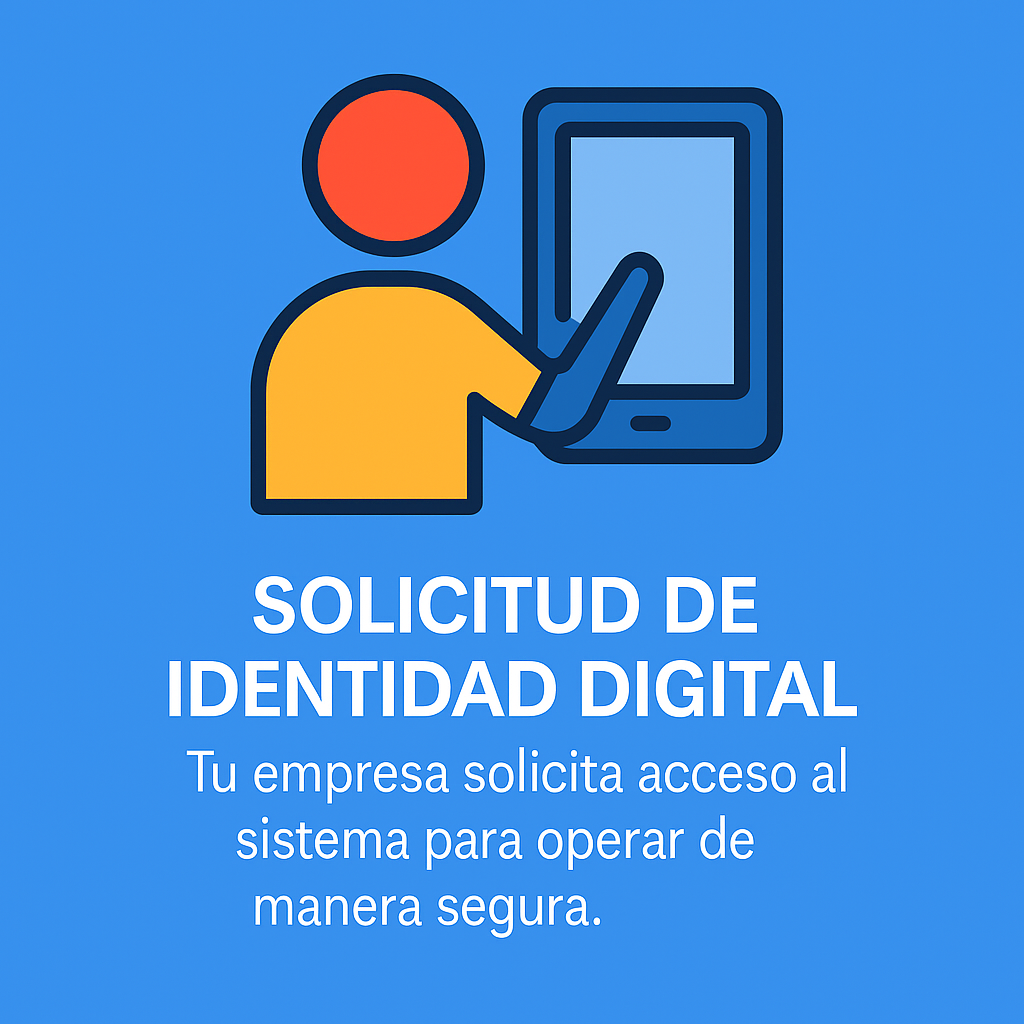 SOLICITUD DE
IDENTIDAD DIGITAL
Tu empresa solicita acceso al
sistema para operar de
manera segura.